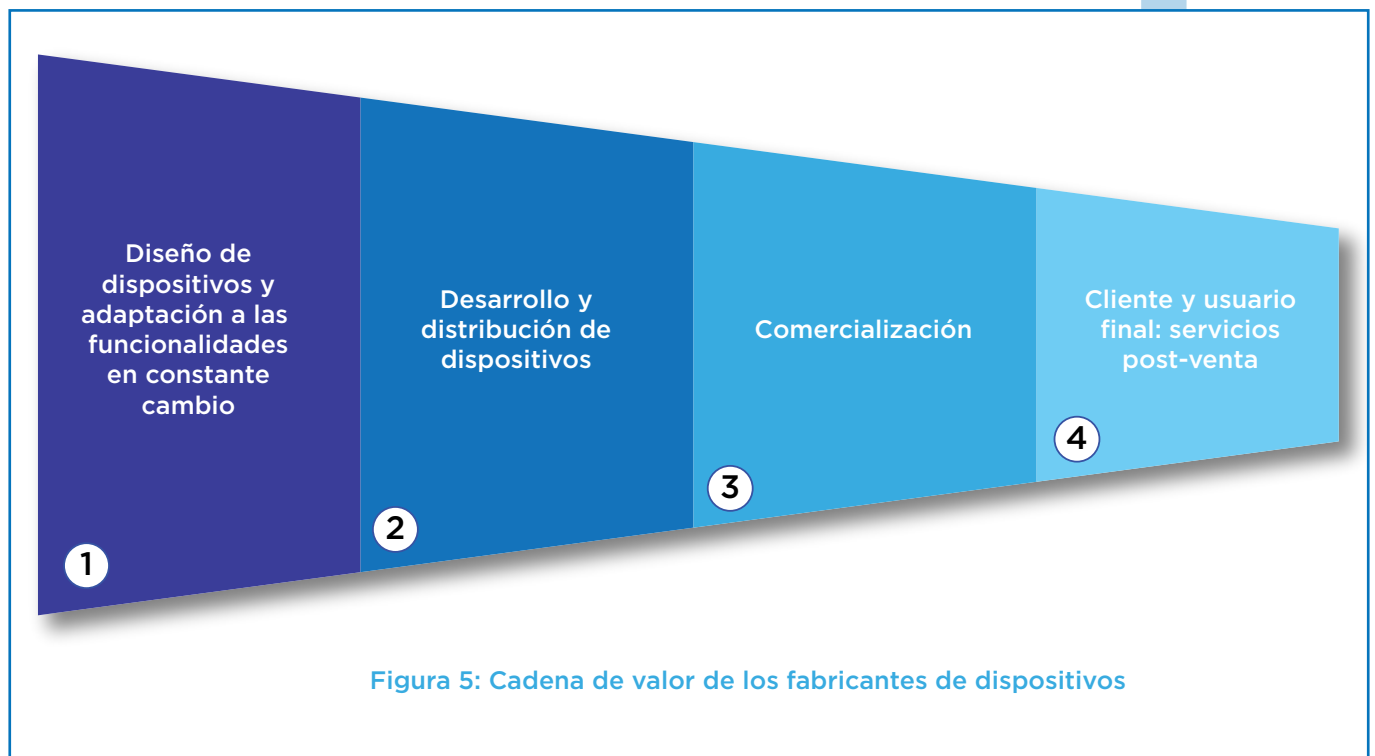 Diseño de
dispositivos y
adaptación a las
funcionalidades
en constante
cambio
1
Desarrollo y
distribución de
dispositivos
2
Comercialización
3
Cliente y usuario
final: servicios
post-venta
4
Figura 5: Cadena de valor de los fabricantes de dispositivos